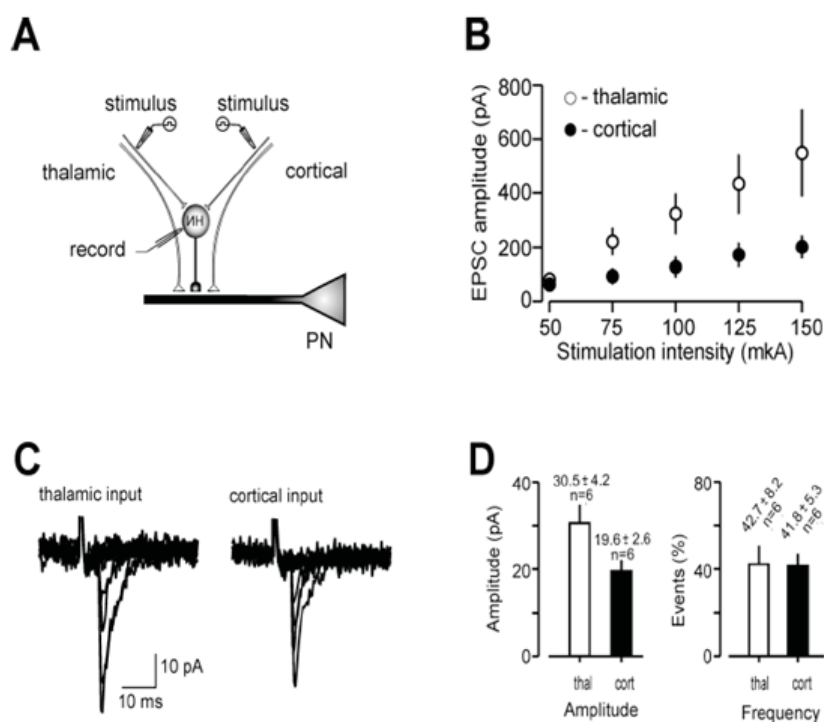 A
stimulus
stimulus
thalamic
cortical
ИН
record
PN
B
EPSC amplitude (pA)
800
600
400
200
0
- thalamic
- cortical
50
75
100
125
150
Stimulation intensity (mkA)
C
thalamic input
cortical input
10 pA
10 ms
D
Amplitude (pA)
40
20
0
30.5±4.2
n=6
19.6±2.6
n=6
thal
cort
Amplitude
Events (%)
80
40
0
42.7±8.2
n=6
41.8±5.3
n=6
thal
cort
Frequency